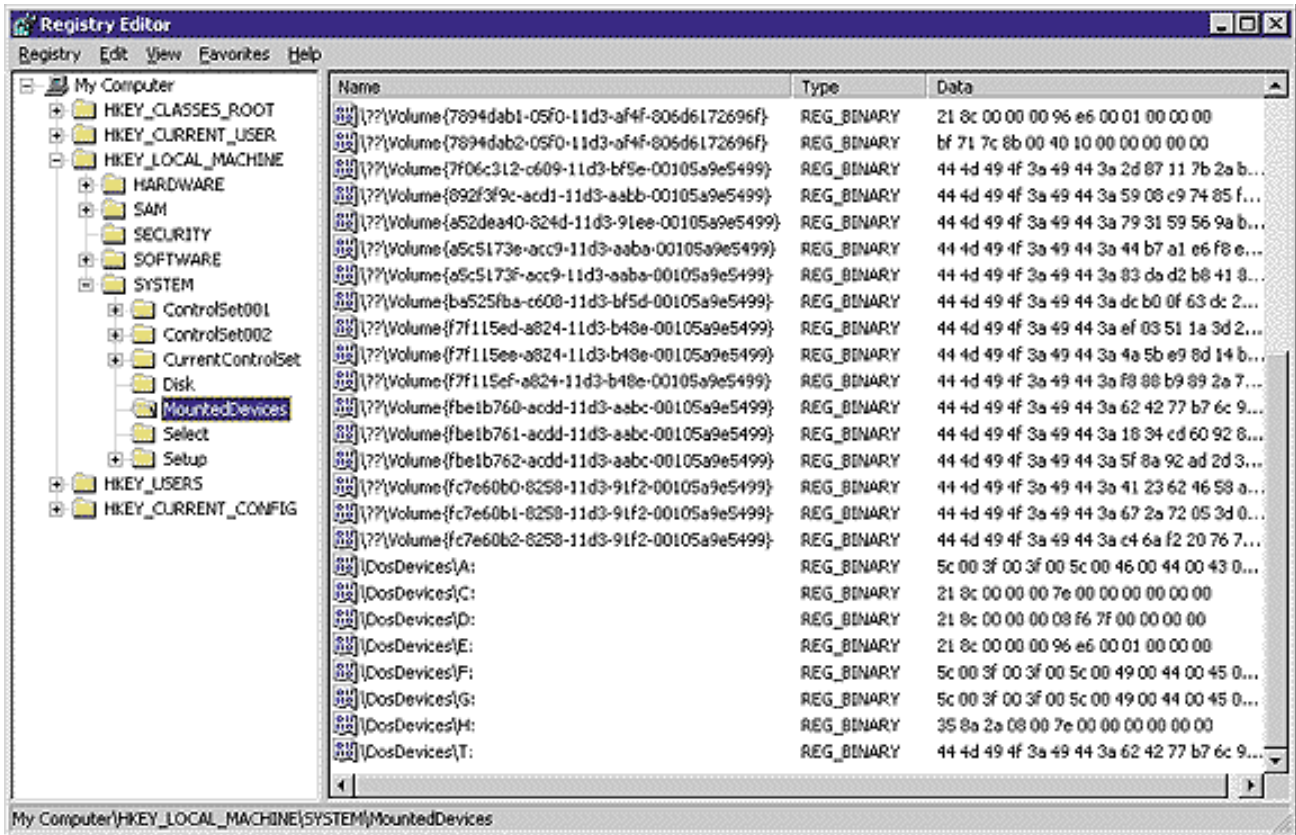 Registry Editor
Registry Edit View Favorites Help
My Computer
HKEY_CLASSES_ROOT
HKEY_CURRENT_USER
HKEY_LOCAL_MACHINE
HARDWARE
SAM
SECURITY
SOFTWARE
SYSTEM
ControlSet001
ControlSet002
CurrentControlSet
Disk
MountedDevices
Select
Setup
HKEY_USERS
HKEY_CURRENT_CONFIG
Name Type Data
\??\Volume{7894dab1-05f0-11d3-af4f-806d6172696f} REG_BINARY 21 8c 00 00 00 96 e6 00 01 00 00 00
\??\Volume{7894dab2-05f0-11d3-af4f-806d6172696f} REG_BINARY bf 71 7c 8b 00 40 10 00 00 00 00 00
\??\Volume{7f06c312-c609-11d3-bf5e-00105a9e5499} REG_BINARY 44 4d 49 4f 3a 49 44 3a 2d 87 11 7b 2a b...
\??\Volume{892f3f9c-acd1-11d3-aabb-00105a9e5499} REG_BINARY 44 4d 49 4f 3a 49 44 3a 59 08 c9 74 85 f...
\??\Volume{a52dea40-824d-11d3-91ee-00105a9e5499} REG_BINARY 44 4d 49 4f 3a 49 44 3a 79 31 59 56 9a b...
\??\Volume{a5c5173e-acc9-11d3-aaba-00105a9e5499} REG_BINARY 44 4d 49 4f 3a 49 44 3a 44 b7 a1 e6 f8 e...
\??\Volume{a5c5173f-acc9-11d3-aaba-00105a9e5499} REG_BINARY 44 4d 49 4f 3a 49 44 3a 83 da d2 b8 41 8...
\??\Volume{ba525fba-c608-11d3-bf5d-00105a9e5499} REG_BINARY 44 4d 49 4f 3a 49 44 3a dc b0 0f 63 dc 2...
\??\Volume{f7f115ed-a824-11d3-b48e-00105a9e5499} REG_BINARY 44 4d 49 4f 3a 49 44 3a ef 03 51 1a 3d 2...
\??\Volume{f7f115ee-a824-11d3-b48e-00105a9e5499} REG_BINARY 44 4d 49 4f 3a 49 44 3a 4a 5b e9 8d 14 b...
\??\Volume{f7f115ef-a824-11d3-b48e-00105a9e5499} REG_BINARY 44 4d 49 4f 3a 49 44 3a f8 88 b9 89 2a 7...
\??\Volume{fbe1b760-acdd-11d3-aabc-00105a9e5499} REG_BINARY 44 4d 49 4f 3a 49 44 3a 62 42 77 b7 6c 9...
\??\Volume{fbe1b761-acdd-11d3-aabc-00105a9e5499} REG_BINARY 44 4d 49 4f 3a 49 44 3a 18 34 cd 60 92 8...
\??\Volume{fbe1b762-acdd-11d3-aabc-00105a9e5499} REG_BINARY 44 4d 49 4f 3a 49 44 3a 5f 8a 92 ad 2d 3...
\??\Volume{fc7e60b0-8258-11d3-91f2-00105a9e5499} REG_BINARY 44 4d 49 4f 3a 49 44 3a 41 23 62 46 58 a...
\??\Volume{fc7e60b1-8258-11d3-91f2-00105a9e5499} REG_BINARY 44 4d 49 4f 3a 49 44 3a 67 2a 72 05 3d 0...
\??\Volume{fc7e60b2-8258-11d3-91f2-00105a9e5499} REG_BINARY 44 4d 49 4f 3a 49 44 3a c4 6a f2 20 76 7...
\DosDevices\A: REG_BINARY 5c 00 3f 00 3f 00 5c 00 46 00 44 00 43 0...
\DosDevices\C: REG_BINARY 21 8c 00 00 00 7e 00 00 00 00 00 00
\DosDevices\D: REG_BINARY 21 8c 00 00 00 08 f6 7f 00 00 00 00
\DosDevices\E: REG_BINARY 21 8c 00 00 00 96 e6 00 01 00 00 00
\DosDevices\F: REG_BINARY 5c 00 3f 00 3f 00 5c 00 49 00 44 00 45 0...
\DosDevices\G: REG_BINARY 5c 00 3f 00 3f 00 5c 00 49 00 44 00 45 0...
\DosDevices\H: REG_BINARY 35 8a 2a 08 00 7e 00 00 00 00 00 00
\DosDevices\T: REG_BINARY 44 4d 49 4f 3a 49 44 3a 62 42 77 b7 6c 9...
My Computer\HKEY_LOCAL_MACHINE\SYSTEM\MountedDevices